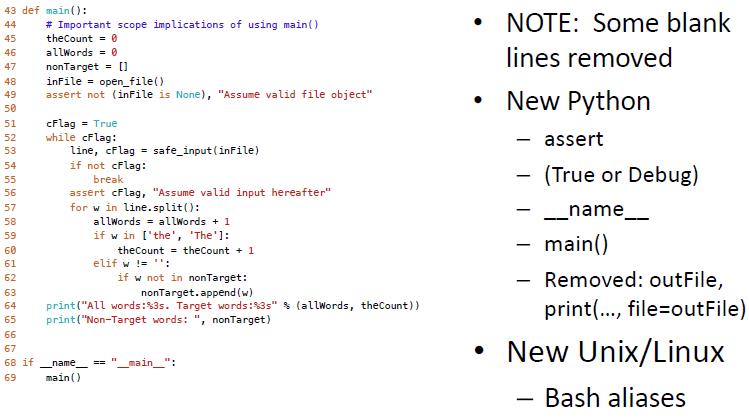 43 def main():
44     # Important scope implications of using main()
45     theCount = 0
46     allWords = 0
47     nonTarget = []
48     inFile = open_file()
49     assert not (inFile is None), "Assume valid file object"
50
51     cFlag = True
52     while cFlag:
53         line, cFlag = safe_input(inFile)
54         if not cFlag:
55             break
56         assert cFlag, "Assume valid input hereafter"
57         for w in line.split():
58             allWords = allWords + 1
59             if w in ['the', 'The']:
60                 theCount = theCount + 1
61             elif w != '':
62                 if w not in nonTarget:
63                     nonTarget.append(w)
64     print("All words:%3s. Target words:%3s" % (allWords, theCount))
65     print("Non-Target words: ", nonTarget)
66
67
68 if __name__ == "__main__":
69     main()
• NOTE:  Some blank
lines removed
• New Python
– assert
– (True or Debug)
– __name__
– main()
– Removed: outFile,
print(…, file=outFile)
• New Unix/Linux
– Bash aliases